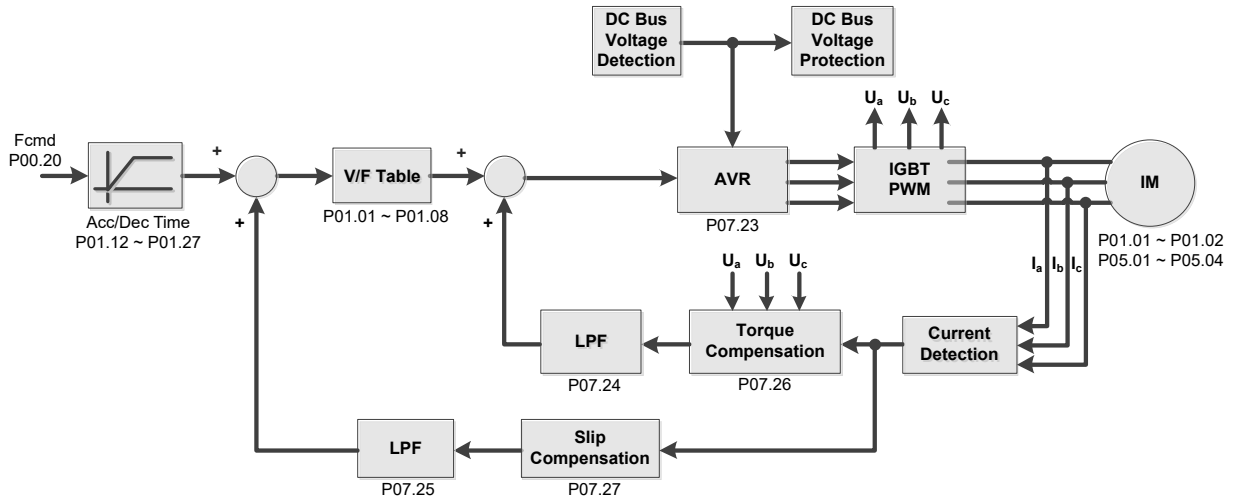 DC Bus
Voltage
Detection
DC Bus
Voltage
Protection
Ua
Ub
Uc
Fcmd
P00.20
+
+
Acc/Dec Time
P01.12 ~ P01.27
V/F Table
P01.01 ~ P01.08
+
+
AVR
P07.23
IGBT
PWM
IM
P01.01 ~ P01.02
P05.01 ~ P05.04
Ia
Ib
Ic
Ua
Ub
Uc
LPF
P07.24
Torque
Compensation
P07.26
Current
Detection
LPF
P07.25
Slip
Compensation
P07.27